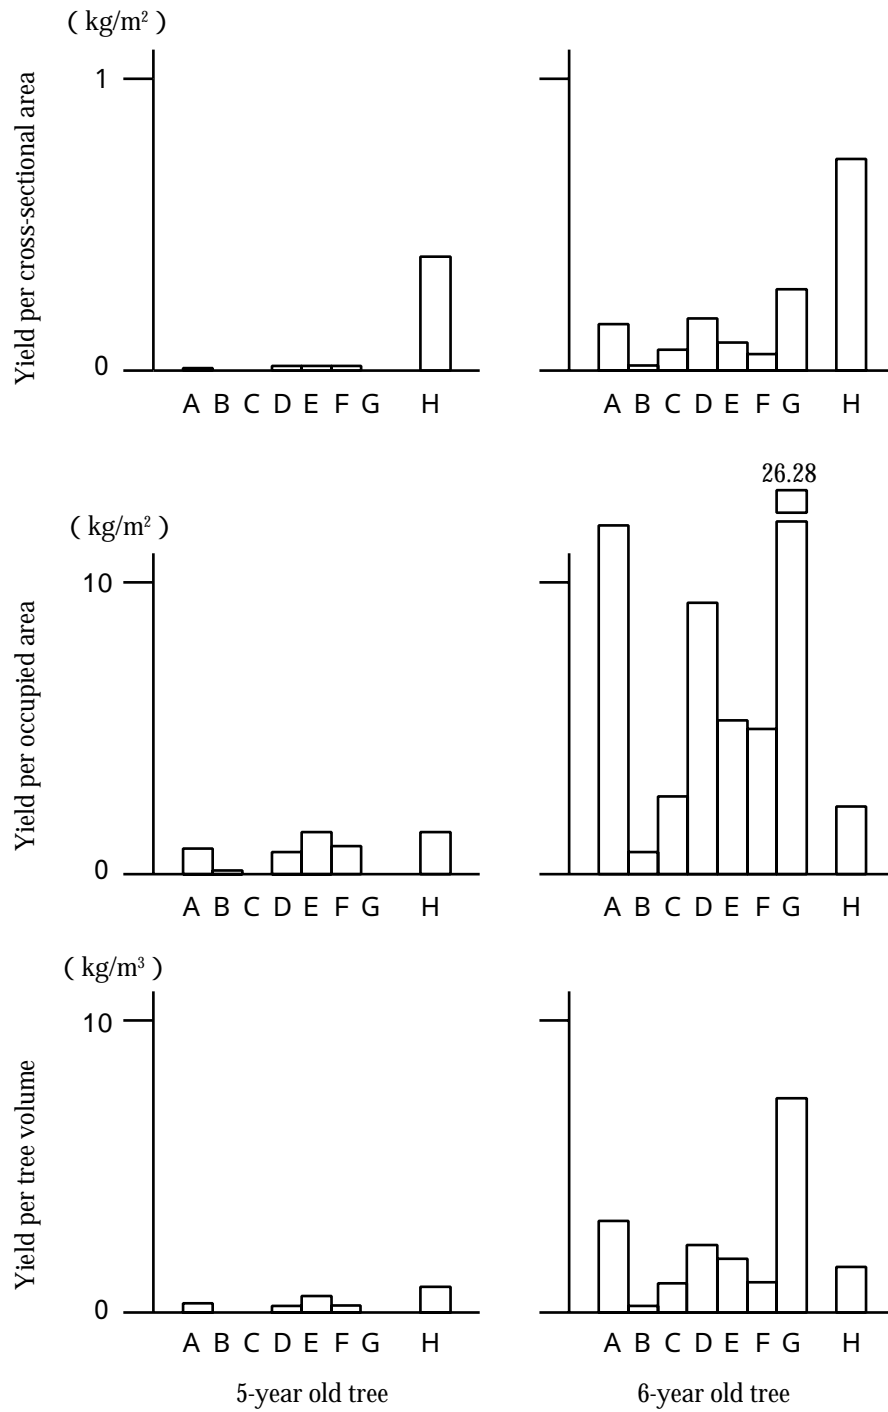 ( kg/m² )
Yield per cross-sectional area
1
0
A B C D E F G H
A B C D E F G H
26.28
( kg/m² )
Yield per occupied area
10
0
A B C D E F G H
A B C D E F G H
( kg/m³ )
Yield per tree volume
10
0
A B C D E F G H
A B C D E F G H
5-year old tree
6-year old tree